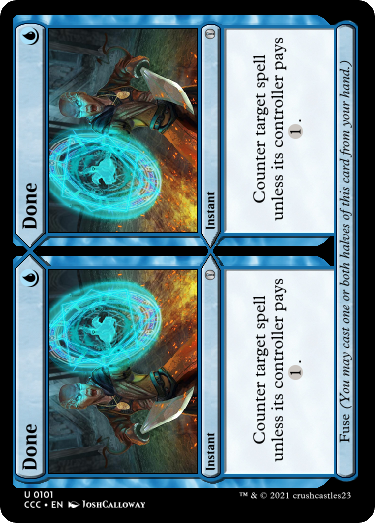 Done
Instant
Counter target spell
unless its controller pays
1.
Done
Instant
Counter target spell
unless its controller pays
1.
Fuse (You may cast one or both halves of this card from your hand.)
U 0101
CCC • EN JoshCalloway
™ & © 2021 crushcastles23